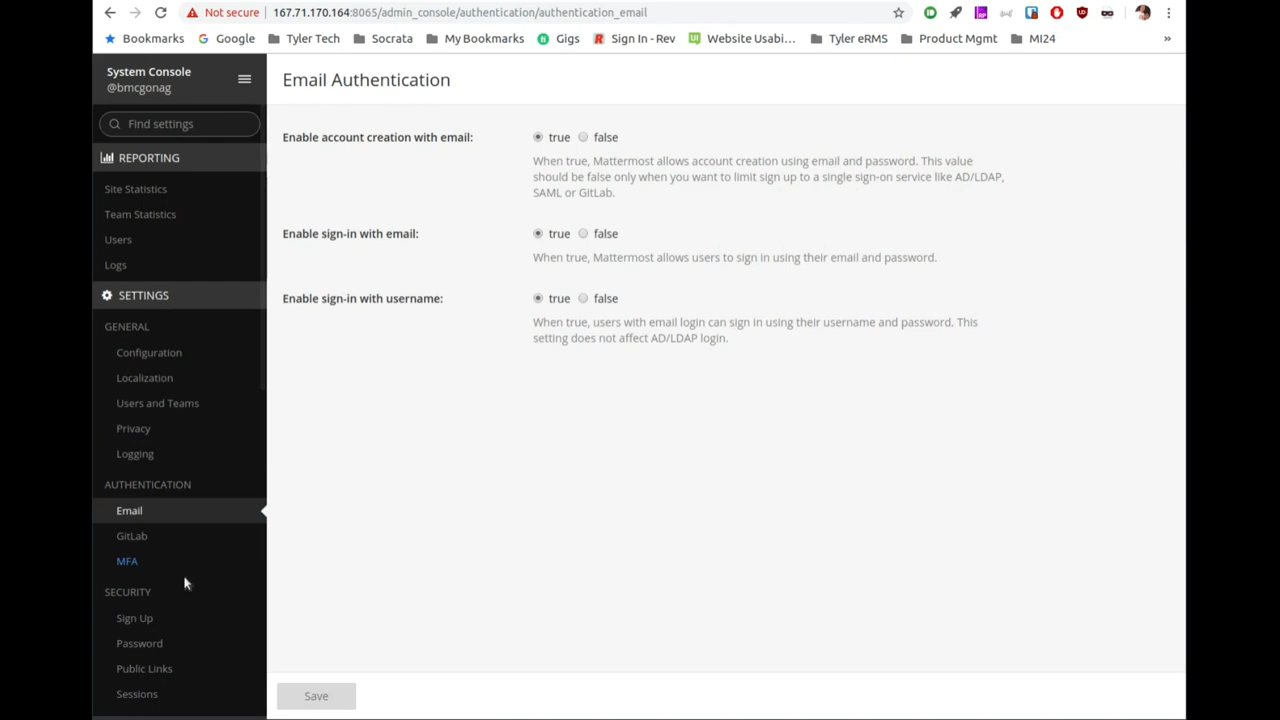 Not secure
167.71.170.164:8065/admin_console/authentication/authentication_email
Bookmarks
Google
Tyler Tech
Socrata
My Bookmarks
Gigs
Sign In - Rev
Website Usabi...
Tyler eRMS
Product Mgmt
MI24
»
System Console
@bmcgonag
Find settings
REPORTING
Site Statistics
Team Statistics
Users
Logs
SETTINGS
GENERAL
Configuration
Localization
Users and Teams
Privacy
Logging
AUTHENTICATION
Email
GitLab
MFA
SECURITY
Sign Up
Password
Public Links
Sessions
Email Authentication
Enable account creation with email:
true false
When true, Mattermost allows account creation using email and password. This value
should be false only when you want to limit sign up to a single sign-on service like AD/LDAP,
SAML or GitLab.
Enable sign-in with email:
true false
When true, Mattermost allows users to sign in using their email and password.
Enable sign-in with username:
true false
When true, users with email login can sign in using their username and password. This
setting does not affect AD/LDAP login.
Save